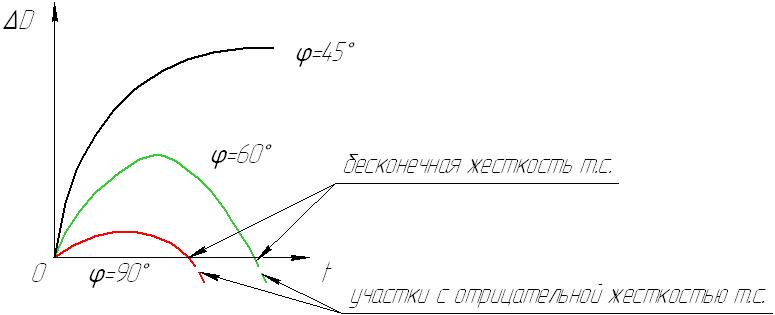 ΔD
φ=45°
φ=60°
бесконечная жесткость т.с.
0
φ=90°
t
участки с отрицательной жесткостью т.с.